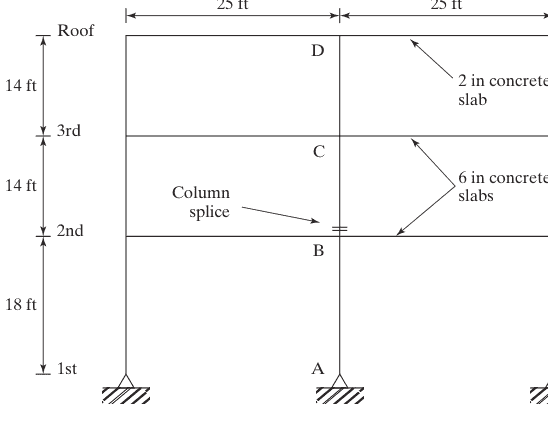 25 ft
25 ft
Roof
D
14 ft
2 in concrete
slab
3rd
C
14 ft
6 in concrete
slabs
Column
splice
2nd
B
18 ft
1st
A